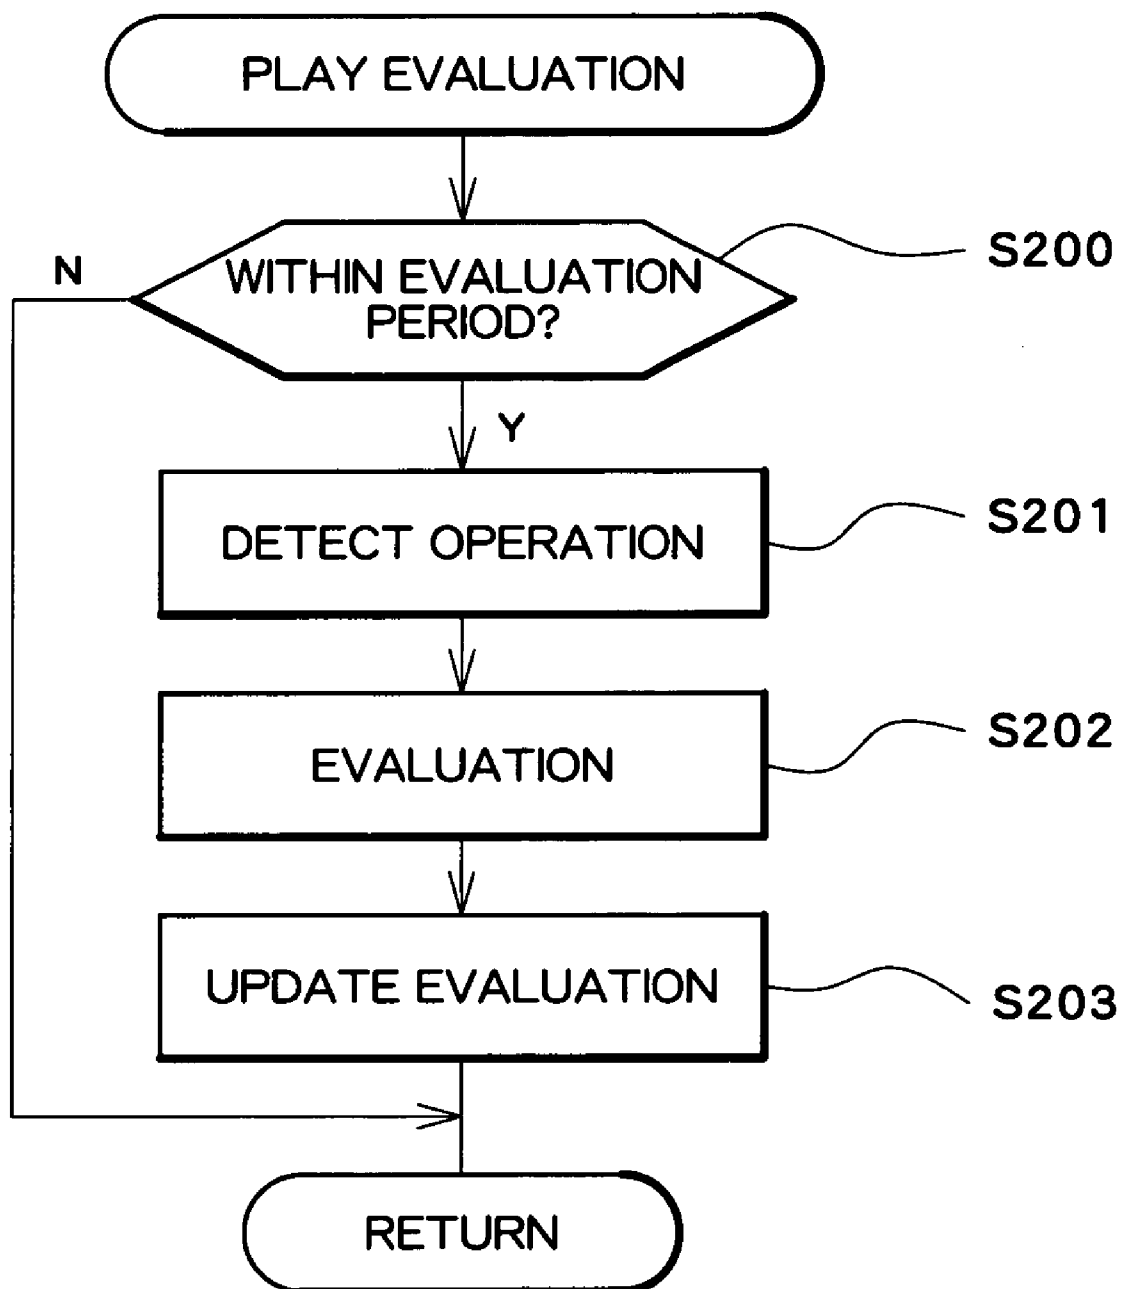 PLAY EVALUATION
S200
N
WITHIN EVALUATION
PERIOD?
Y
DETECT OPERATION
S201
EVALUATION
S202
UPDATE EVALUATION
S203
RETURN